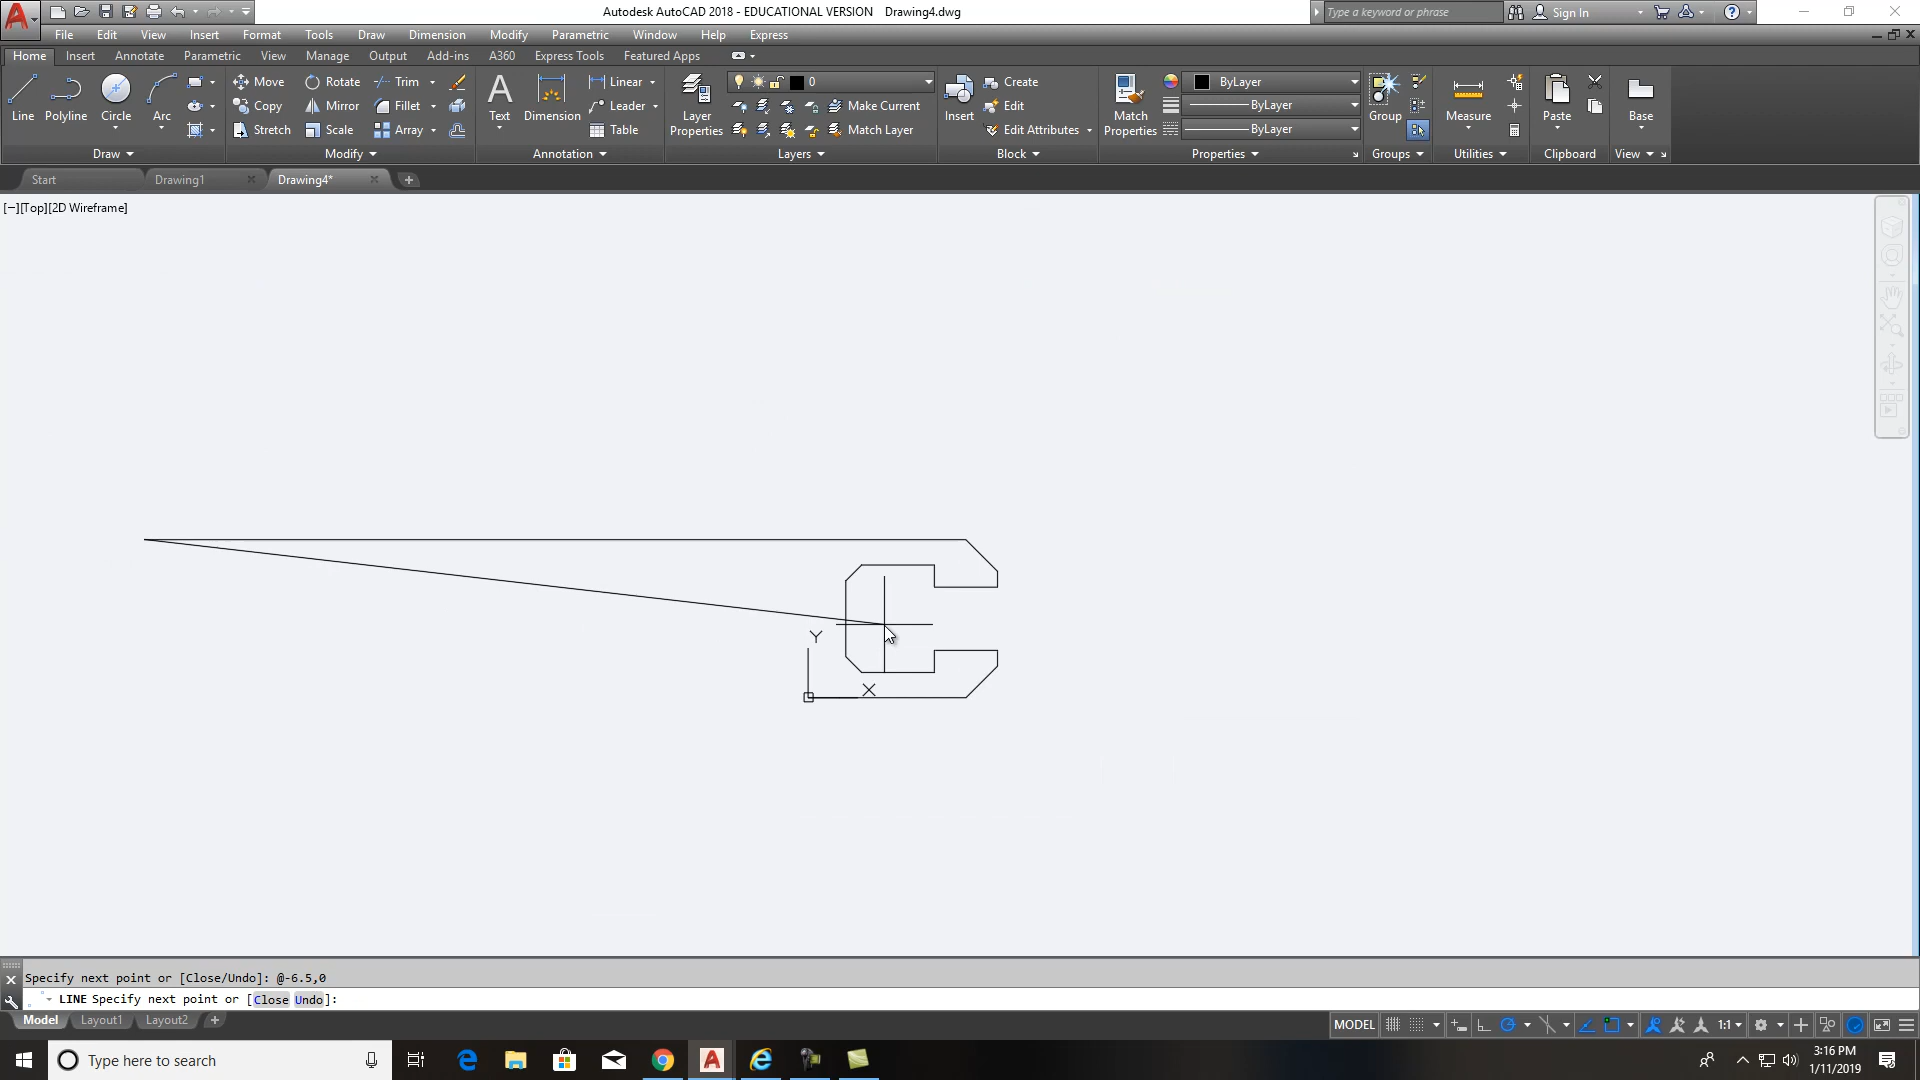 Autodesk AutoCAD 2018 - EDUCATIONAL VERSION Drawing4.dwg
Type a keyword or phrase
Sign In
File Edit View Insert Format Tools Draw Dimension Modify Parametric Window Help Express
Home Insert Annotate Parametric View Manage Output Add-ins A360 Express Tools Featured Apps
Line Polyline Circle Arc
Move Rotate Trim
Copy Mirror Fillet
Stretch Scale Array
Text Dimension
Linear
Leader
Table
Layer Properties
0
Make Current
Match Layer
Insert
Create
Edit
Edit Attributes
Match Properties
ByLayer
ByLayer
ByLayer
Group
Measure
Paste
Base
Draw Modify Annotation Layers Block Properties Groups Utilities Clipboard View
Start Drawing1 Drawing4*
[−][Top][2D Wireframe]
Y
X
Specify next point or [Close/Undo]: @-6.5,0
LINE Specify next point or [Close Undo]:
Model Layout1 Layout2
MODEL 1:1
Type here to search
3:16 PM
1/11/2019